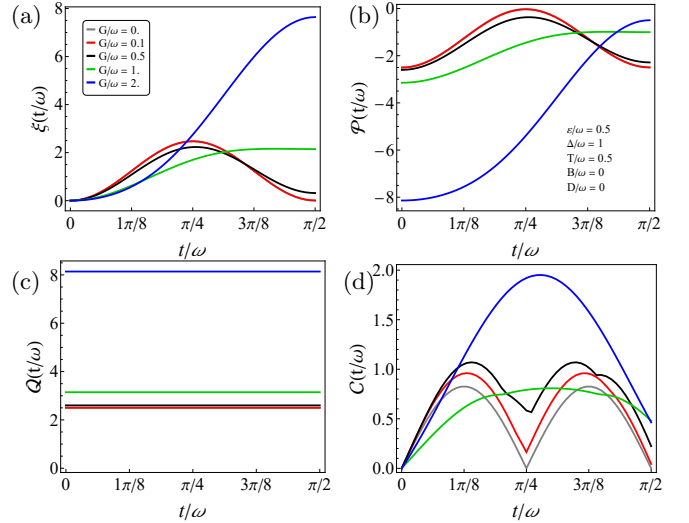 (a)
8
6
4
2
0
ξ(t/ω)
G/ω = 0.
G/ω = 0.1
G/ω = 0.5
G/ω = 1.
G/ω = 2.
0 1π/8 π/4 3π/8 π/2
t/ω
(b)
0
−2
−4
−6
−8
𝒫(t/ω)
ε/ω = 0.5
Δ/ω = 1
T/ω = 0.5
B/ω = 0
D/ω = 0
0 1π/8 π/4 3π/8 π/2
t/ω
(c)
8
6
4
2
0
Q(t/ω)
0 1π/8 π/4 3π/8 π/2
t/ω
(d)
2.0
1.5
1.0
0.5
0.0
C(t/ω)
0 1π/8 π/4 3π/8 π/2
t/ω